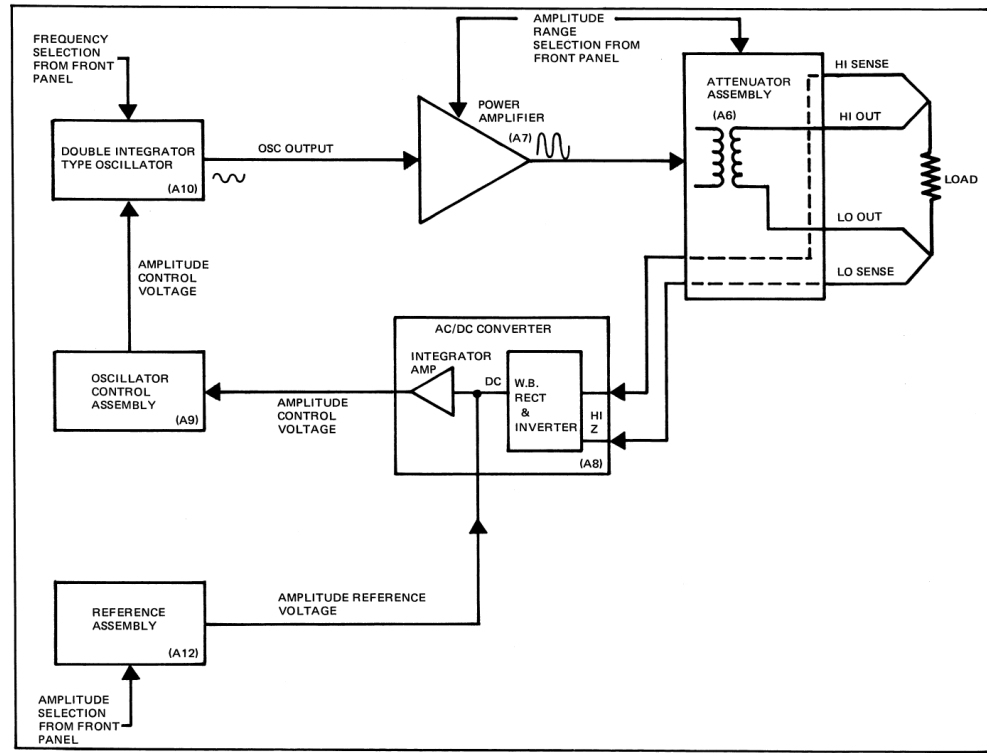 FREQUENCY
SELECTION
FROM FRONT
PANEL
AMPLITUDE
RANGE
SELECTION FROM
FRONT PANEL
DOUBLE INTEGRATOR
TYPE OSCILLATOR
(A10)
OSC OUTPUT
POWER
AMPLIFIER
(A7)
ATTENUATOR
ASSEMBLY
(A6)
HI SENSE
HI OUT
LOAD
LO OUT
LO SENSE
AMPLITUDE
CONTROL
VOLTAGE
OSCILLATOR
CONTROL
ASSEMBLY
(A9)
AMPLITUDE
CONTROL
VOLTAGE
AC/DC CONVERTER
INTEGRATOR
AMP
DC
W.B.
RECT
&
INVERTER
HI
Z
(A8)
REFERENCE
ASSEMBLY
(A12)
AMPLITUDE REFERENCE
VOLTAGE
AMPLITUDE
SELECTION
FROM FRONT
PANEL